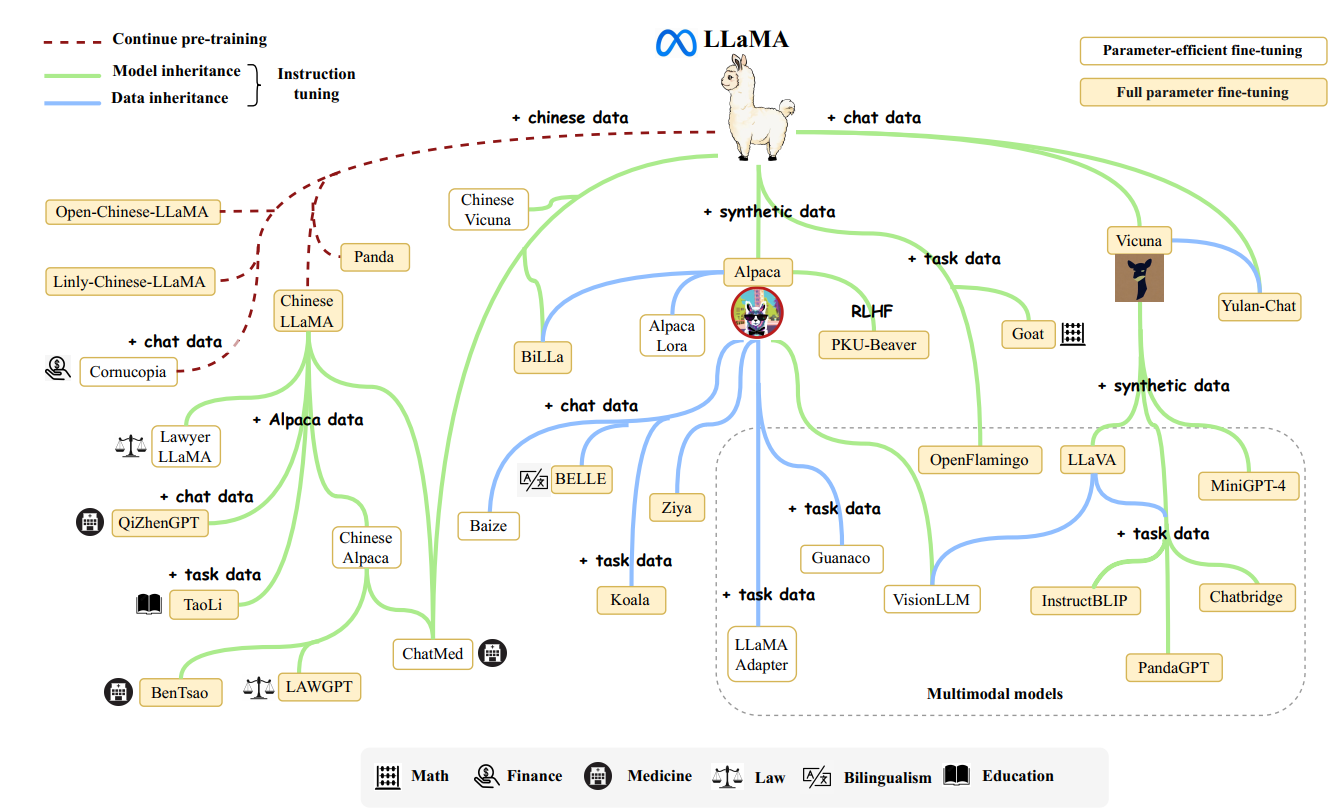 Continue pre-training
Model inheritance
Data inheritance
Instruction
tuning
LLaMA
Parameter-efficient fine-tuning
Full parameter fine-tuning
+ chinese data
+ chat data
Chinese
Vicuna
+ synthetic data
Open-Chinese-LLaMA
Panda
Linly-Chinese-LLaMA
Chinese
LLaMA
Alpaca
+ task data
Vicuna
Yulan-Chat
+ chat data
Cornucopia
BiLLa
Alpaca
Lora
RLHF
PKU-Beaver
Goat
+ synthetic data
+ Alpaca data
+ chat data
Lawyer
LLaMA
+ chat data
QiZhenGPT
Chinese
Alpaca
+ task data
TaoLi
ChatMed
BenTsao
LAWGPT
BELLE
Baize
Ziya
+ task data
Koala
OpenFlamingo
LLaVA
MiniGPT-4
+ task data
Guanaco
+ task data
LLaMA
Adapter
VisionLLM
+ task data
InstructBLIP
Chatbridge
PandaGPT
Multimodal models
Math
Finance
Medicine
Law
Bilingualism
Education